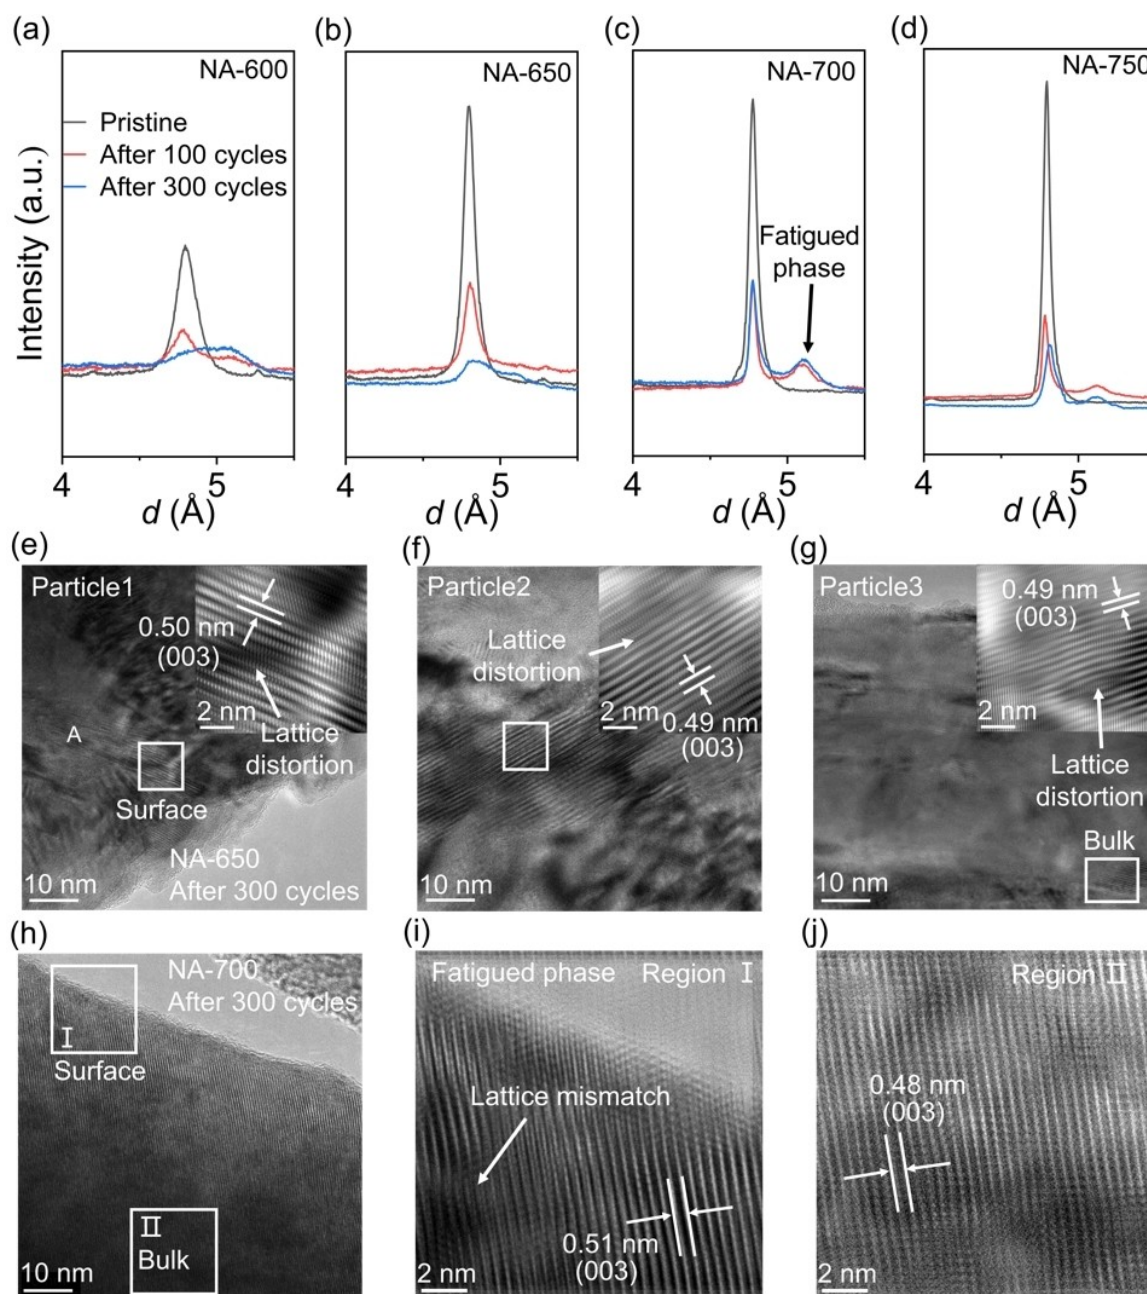 (a)
(b)
(c)
(d)
NA-600
NA-650
NA-700
NA-750
Pristine
After 100 cycles
After 300 cycles
Fatigued
phase
Intensity (a.u.)
4
5
4
5
4
5
4
5
d (Å)
d (Å)
d (Å)
d (Å)
(e)
Particle1
0.50 nm
(003)
2 nm
Lattice
distortion
A
Surface
NA-650
After 300 cycles
10 nm
(f)
Particle2
Lattice
distortion
2 nm
0.49 nm
(003)
10 nm
(g)
Particle3
0.49 nm
(003)
2 nm
Lattice
distortion
Bulk
10 nm
(h)
NA-700
After 300 cycles
I
Surface
II
Bulk
10 nm
(i)
Fatigued phase
Region I
Lattice mismatch
0.51 nm
(003)
2 nm
(j)
Region II
0.48 nm
(003)
2 nm